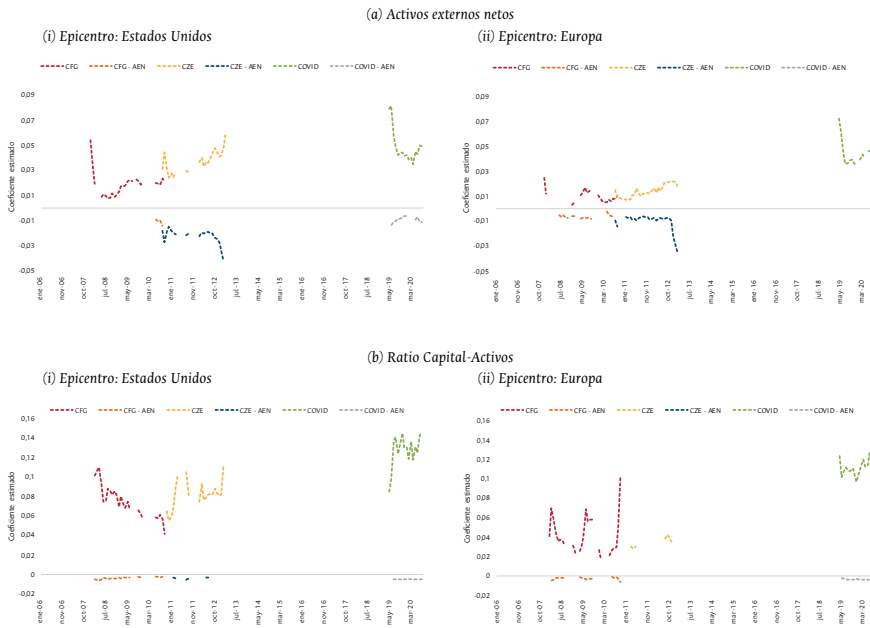 (a) Activos externos netos
(i) Epicentro: Estados Unidos
(ii) Epicentro: Europa
CFG CFG - AEN CZE CZE - AEN COVID COVID - AEN
CFG CFG - AEN CZE CZE - AEN COVID COVID - AEN
Coeficiente estimado
0,09
0,07
0,05
0,03
0,01
-0,01
-0,03
-0,05
ene-06 nov-06 oct-07 jul-08 may-09 mar-10 ene-11 nov-11 oct-12 jul-13 may-14 mar-15 ene-16 nov-16 oct-17 jul-18 may-19 mar-20
Coeficiente estimado
0,09
0,07
0,05
0,03
0,01
-0,01
-0,03
-0,05
ene-06 nov-06 oct-07 jul-08 may-09 mar-10 ene-11 nov-11 oct-12 jul-13 may-14 mar-15 ene-16 nov-16 oct-17 jul-18 may-19 mar-20
(b) Ratio Capital-Activos
(i) Epicentro: Estados Unidos
(ii) Epicentro: Europa
CFG CFG - AEN CZE CZE - AEN COVID COVID - AEN
CFG CFG - AEN CZE CZE - AEN COVID COVID - AEN
Coeficiente estimado
0,16
0,14
0,12
0,1
0,08
0,06
0,04
0,02
0
-0,02
ene-06 nov-06 oct-07 jul-08 may-09 mar-10 ene-11 nov-11 oct-12 jul-13 may-14 mar-15 ene-16 nov-16 oct-17 jul-18 may-19 mar-20
Coeficiente estimado
0,16
0,14
0,12
0,1
0,08
0,06
0,04
0,02
0
-0,02
ene-06 nov-06 oct-07 jul-08 may-09 mar-10 ene-11 nov-11 oct-12 jul-13 may-14 mar-15 ene-16 nov-16 oct-17 jul-18 may-19 mar-20